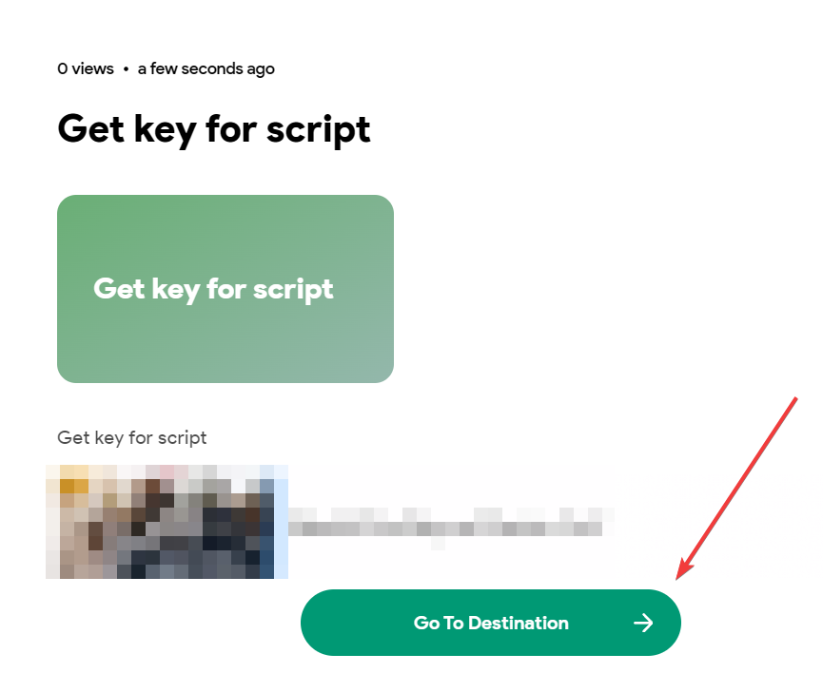 0 views • a few seconds ago
Get key for script
Get key for script
Get key for script
Go To Destination